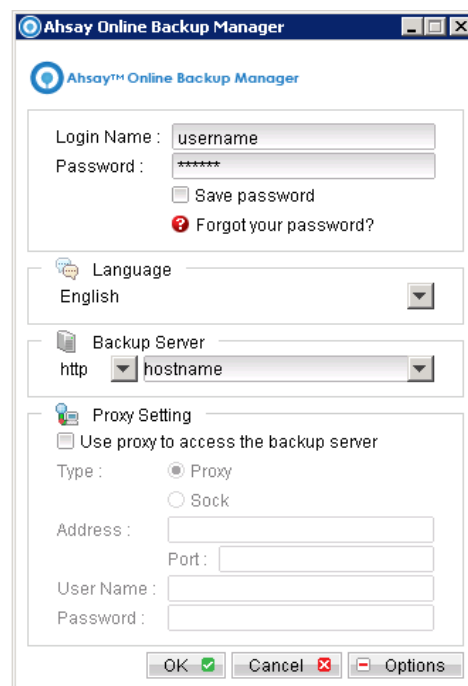 Ahsay Online Backup Manager
Ahsay™ Online Backup Manager
Login Name : username
Password : ******
Save password
Forgot your password?
Language
English
Backup Server
http hostname
Proxy Setting
Use proxy to access the backup server
Type : Proxy
Sock
Address :
Port :
User Name :
Password :
OK Cancel Options